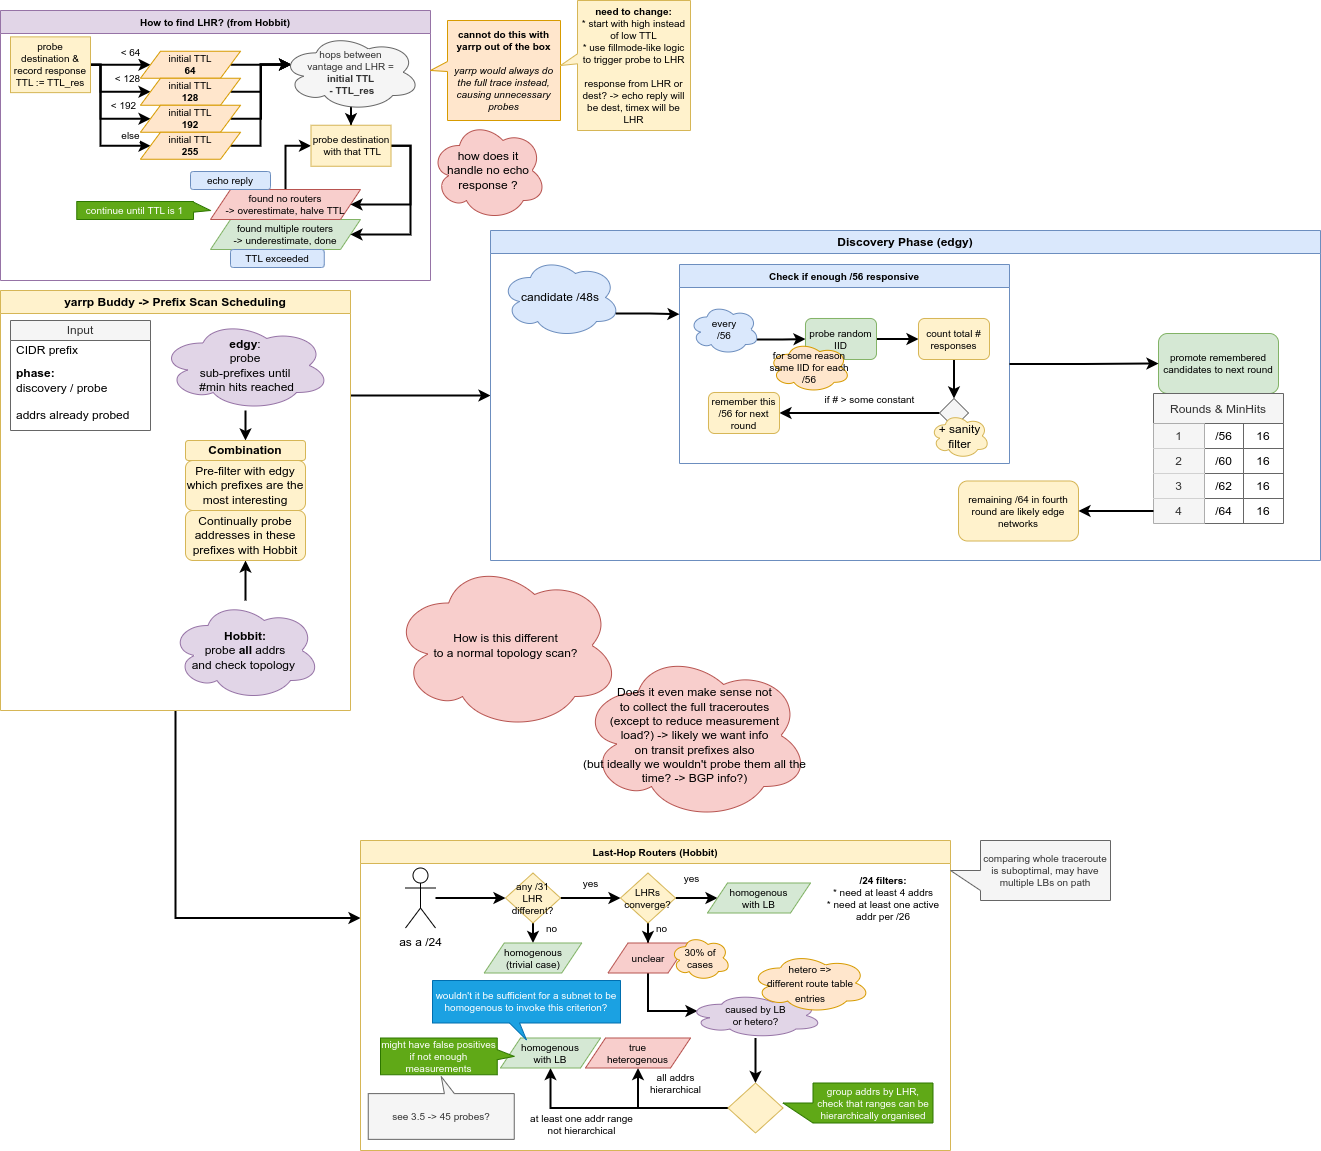 How to find LHR? (from Hobbit)
probe
destination &
record response
TTL := TTL_res
< 64
initial TTL
64
< 128
initial TTL
128
< 192
initial TTL
192
else
initial TTL
255
hops between
vantage and LHR =
initial TTL
- TTL_res
probe destination
with that TTL
echo reply
found no routers
-> overestimate, halve TTL
continue until TTL is 1
found multiple routers
-> underestimate, done
TTL exceeded
cannot do this with
yarrp out of the box
yarrp would always do
the full trace instead,
causing unnecessary
probes
need to change:
* start with high instead
of low TTL
* use fillmode-like logic
to trigger probe to LHR
response from LHR or
dest? -> echo reply will
be dest, timex will be
LHR
how does it
handle no echo
response ?
yarrp Buddy -> Prefix Scan Scheduling
Input
CIDR prefix
phase:
discovery / probe
addrs already probed
edgy:
probe
sub-prefixes until
#min hits reached
Combination
Pre-filter with edgy
which prefixes are the
most interesting
Continually probe
addresses in these
prefixes with Hobbit
Hobbit:
probe all addrs
and check topology
Discovery Phase (edgy)
candidate /48s
Check if enough /56 responsive
every
/56
probe random
IID
for some reason
same IID for each
/56
count total #
responses
if # > some constant
remember this
/56 for next
round
+ sanity
filter
promote remembered
candidates to next round
Rounds & MinHits
1 /56 16
2 /60 16
3 /62 16
4 /64 16
remaining /64 in fourth
round are likely edge
networks
How is this different
to a normal topology scan?
Does it even make sense not
to collect the full traceroutes
(except to reduce measurement
load?) -> likely we want info
on transit prefixes also
(but ideally we wouldn't probe them all the
time? -> BGP info?)
Last-Hop Routers (Hobbit)
as a /24
any /31
LHR
different?
yes
no
homogenous
(trivial case)
LHRs
converge?
yes
no
homogenous
with LB
/24 filters:
* need at least 4 addrs
* need at least one active
addr per /26
comparing whole traceroute
is suboptimal, may have
multiple LBs on path
unclear
30% of
cases
hetero =>
different route table
entries
caused by LB
or hetero?
wouldn't it be sufficient for a subnet to be
homogenous to invoke this criterion?
might have false positives
if not enough
measurements
homogenous
with LB
true
heterogenous
all addrs
hierarchical
see 3.5 -> 45 probes?
at least one addr range
not hierarchical
group addrs by LHR,
check that ranges can be
hierarchically organised